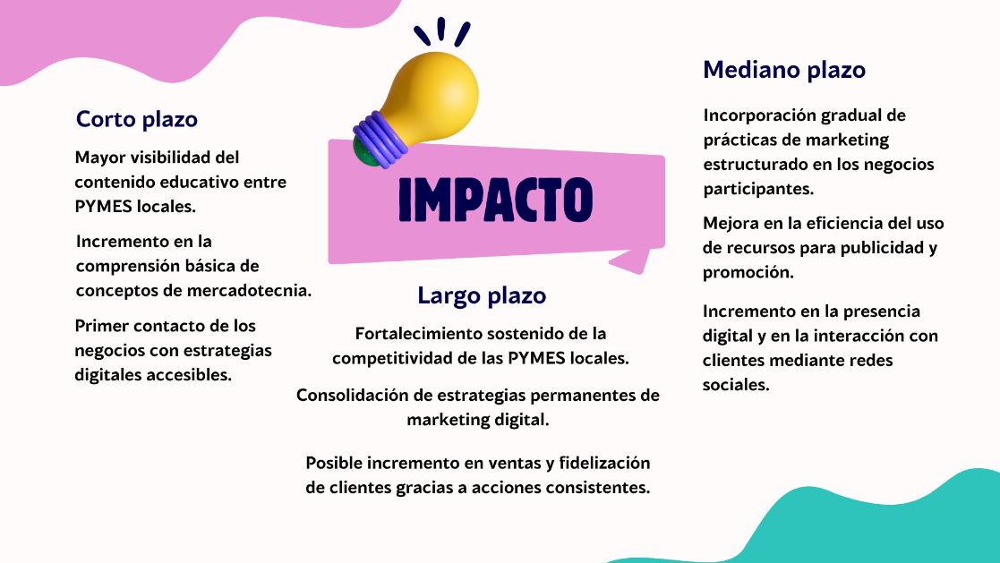 IMPACTO
Corto plazo
Mayor visibilidad del
contenido educativo entre
PYMES locales.
Incremento en la
comprensión básica de
conceptos de mercadotecnia.
Primer contacto de los
negocios con estrategias
digitales accesibles.
Mediano plazo
Incorporación gradual de
prácticas de marketing
estructurado en los negocios
participantes.
Mejora en la eficiencia del uso
de recursos para publicidad y
promoción.
Incremento en la presencia
digital y en la interacción con
clientes mediante redes
sociales.
Largo plazo
Fortalecimiento sostenido de la
competitividad de las PYMES locales.
Consolidación de estrategias permanentes de
marketing digital.
Posible incremento en ventas y fidelización
de clientes gracias a acciones consistentes.